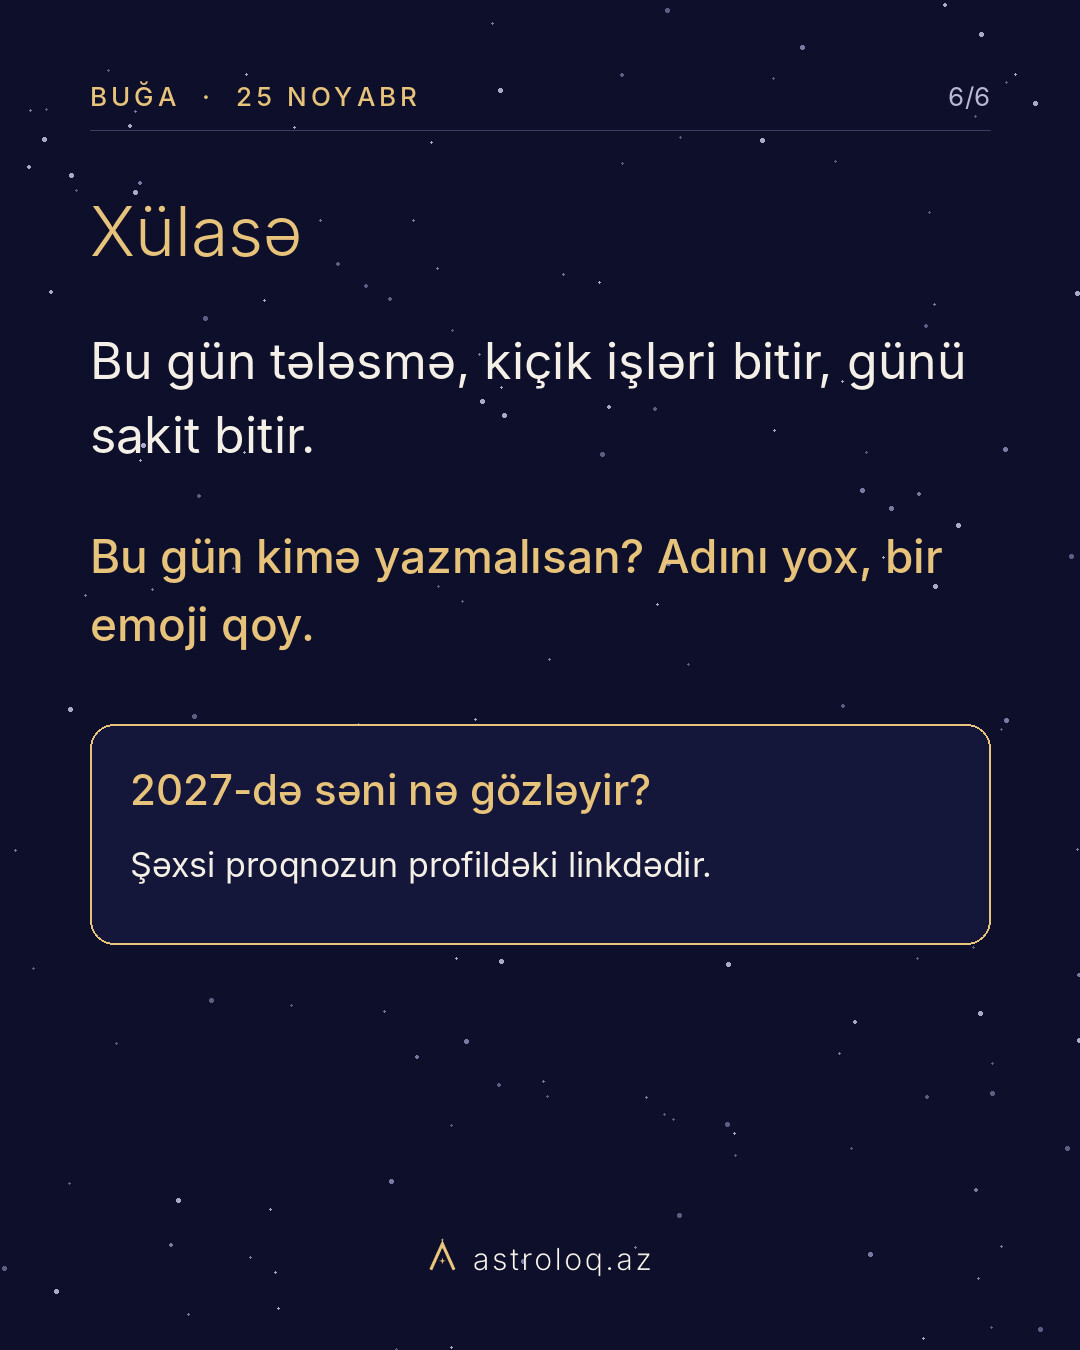 BUĞA · 25 NOYABR 6/6
Xülasə
Bu gün tələsmə, kiçik işləri bitir, günü
sakit bitir.
Bu gün kimə yazmalısan? Adını yox, bir
emoji qoy.
2027-də səni nə gözləyir?
Şəxsi proqnozun profildəki linkdədir.
astroloq.az